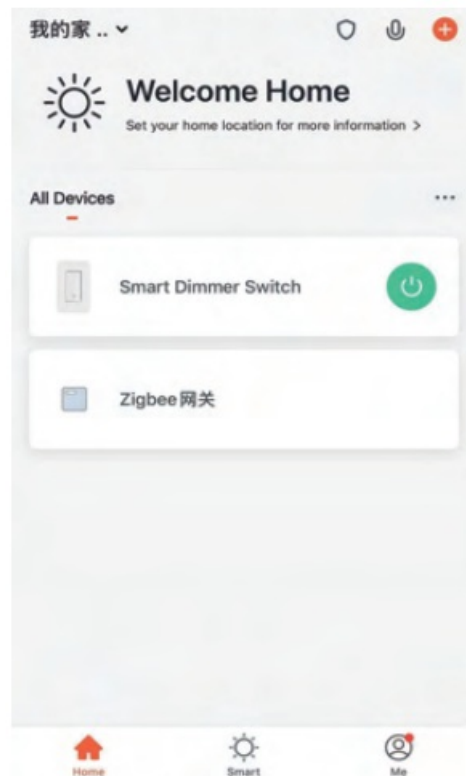 我的家 ..
Welcome Home
Set your home location for more information >
All Devices
Smart Dimmer Switch
Zigbee网关
Home
Smart
Me